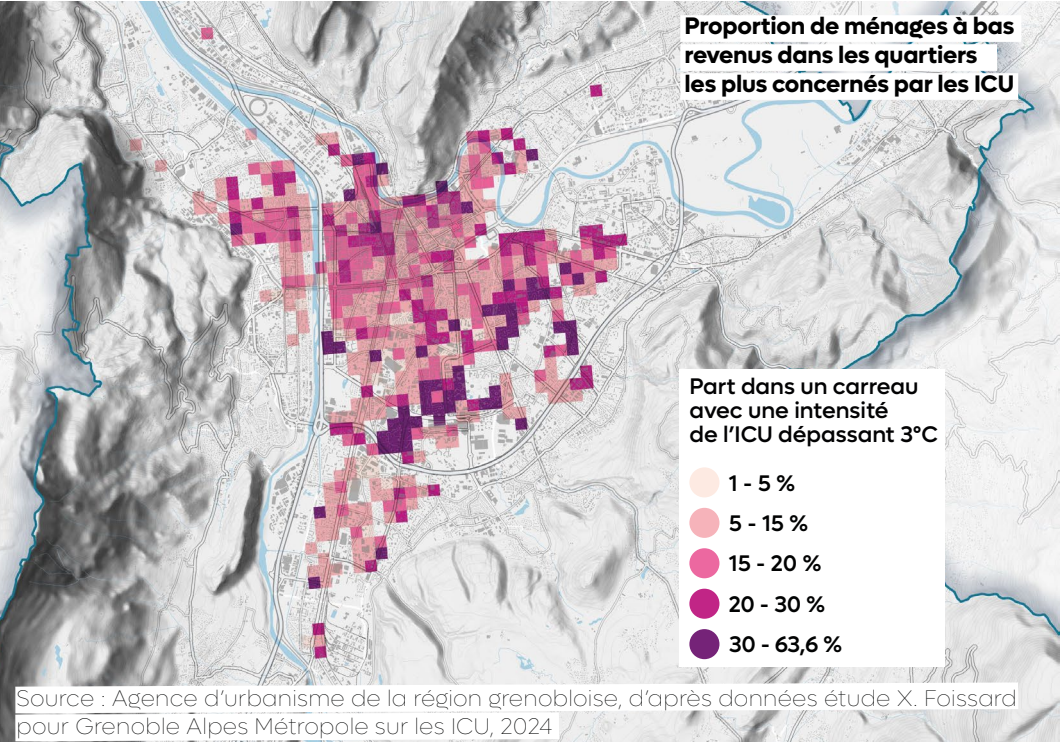 Proportion de ménages à bas
revenus dans les quartiers
les plus concernés par les ICU
Part dans un carreau
avec une intensité
de l'ICU dépassant 3°C
1 - 5 %
5 - 15 %
15 - 20 %
20 - 30 %
30 - 63,6 %
Source : Agence d'urbanisme de la région grenobloise, d'après données étude X. Foissard
pour Grenoble Alpes Métropole sur les ICU, 2024